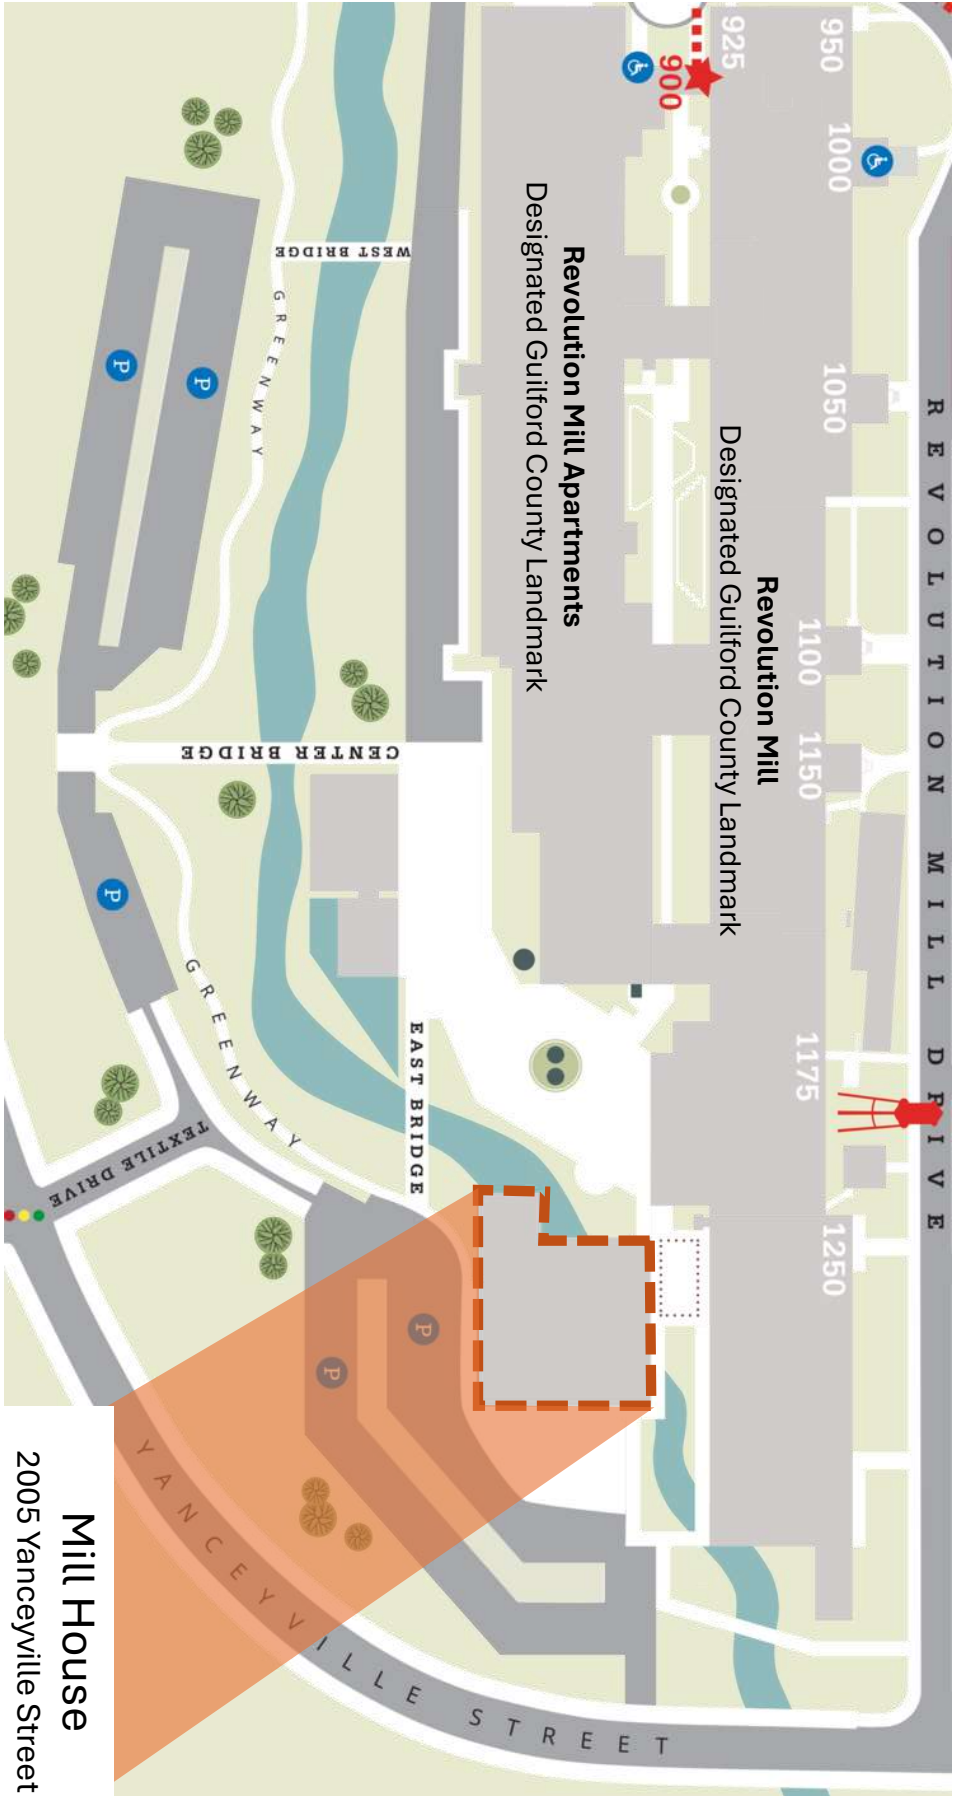 REVOLUTION MILL DRIVE
950
1000
1050
1100
1150
1175
1250
925
900
Revolution Mill
Designated Guilford County Landmark
Revolution Mill Apartments
Designated Guilford County Landmark
WEST BRIDGE
CENTER BRIDGE
EAST BRIDGE
GREENWAY
GREENWAY
P
P
P
P
P
TEXTILE DRIVE
YANCEYVILLE STREET
Mill House
2005 Yanceyville Street